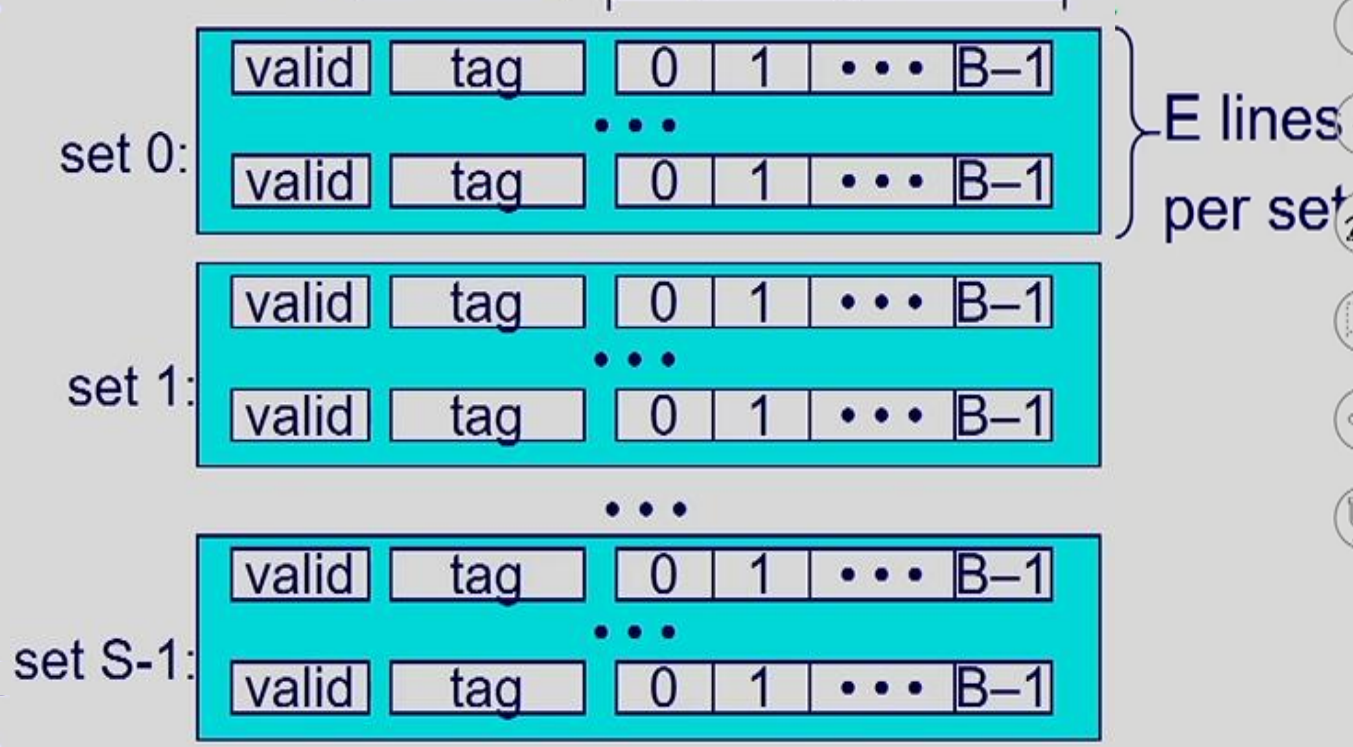 valid tag 0 1 • • • B–1
• • •
set 0:
valid tag 0 1 • • • B–1
E lines
per set
valid tag 0 1 • • • B–1
• • •
set 1:
valid tag 0 1 • • • B–1
• • •
valid tag 0 1 • • • B–1
• • •
set S-1:
valid tag 0 1 • • • B–1